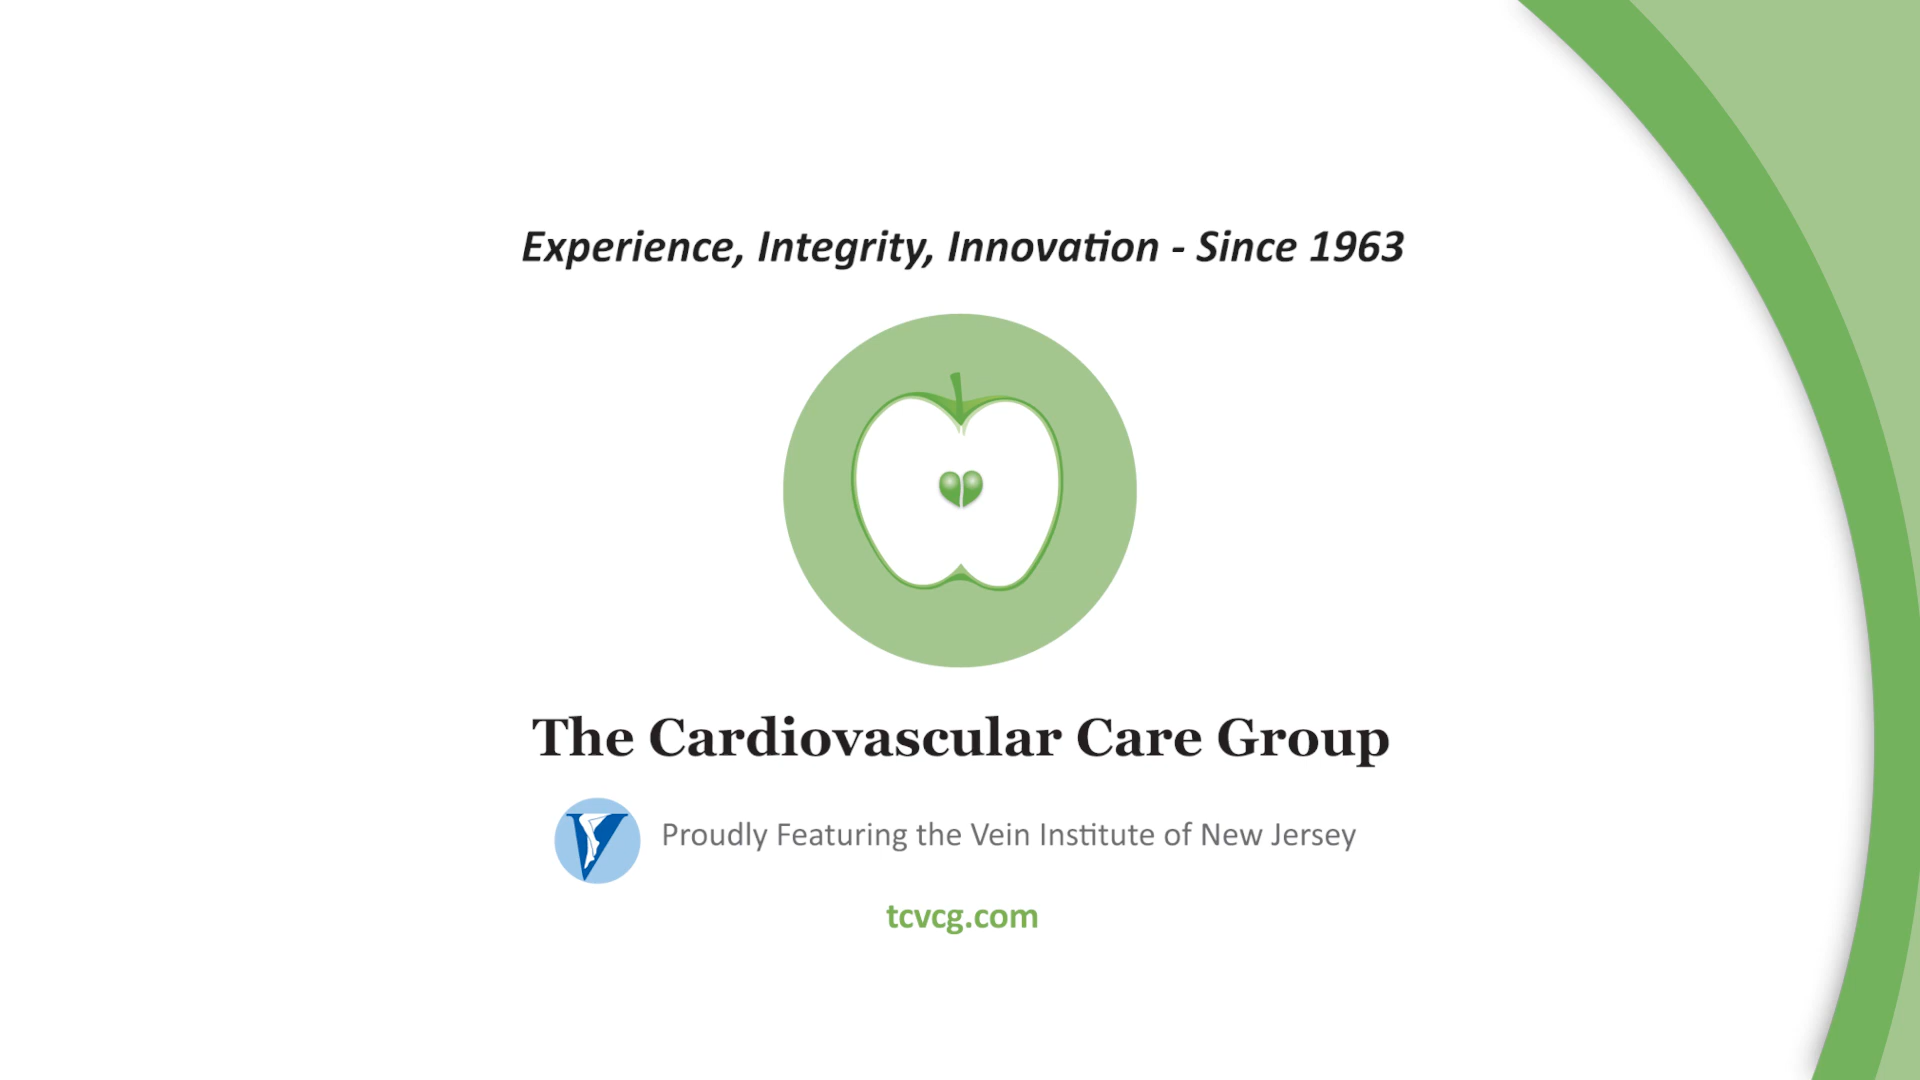 Experience, Integrity, Innovation - Since 1963
The Cardiovascular Care Group
V
Proudly Featuring the Vein Institute of New Jersey
tcvcg.com